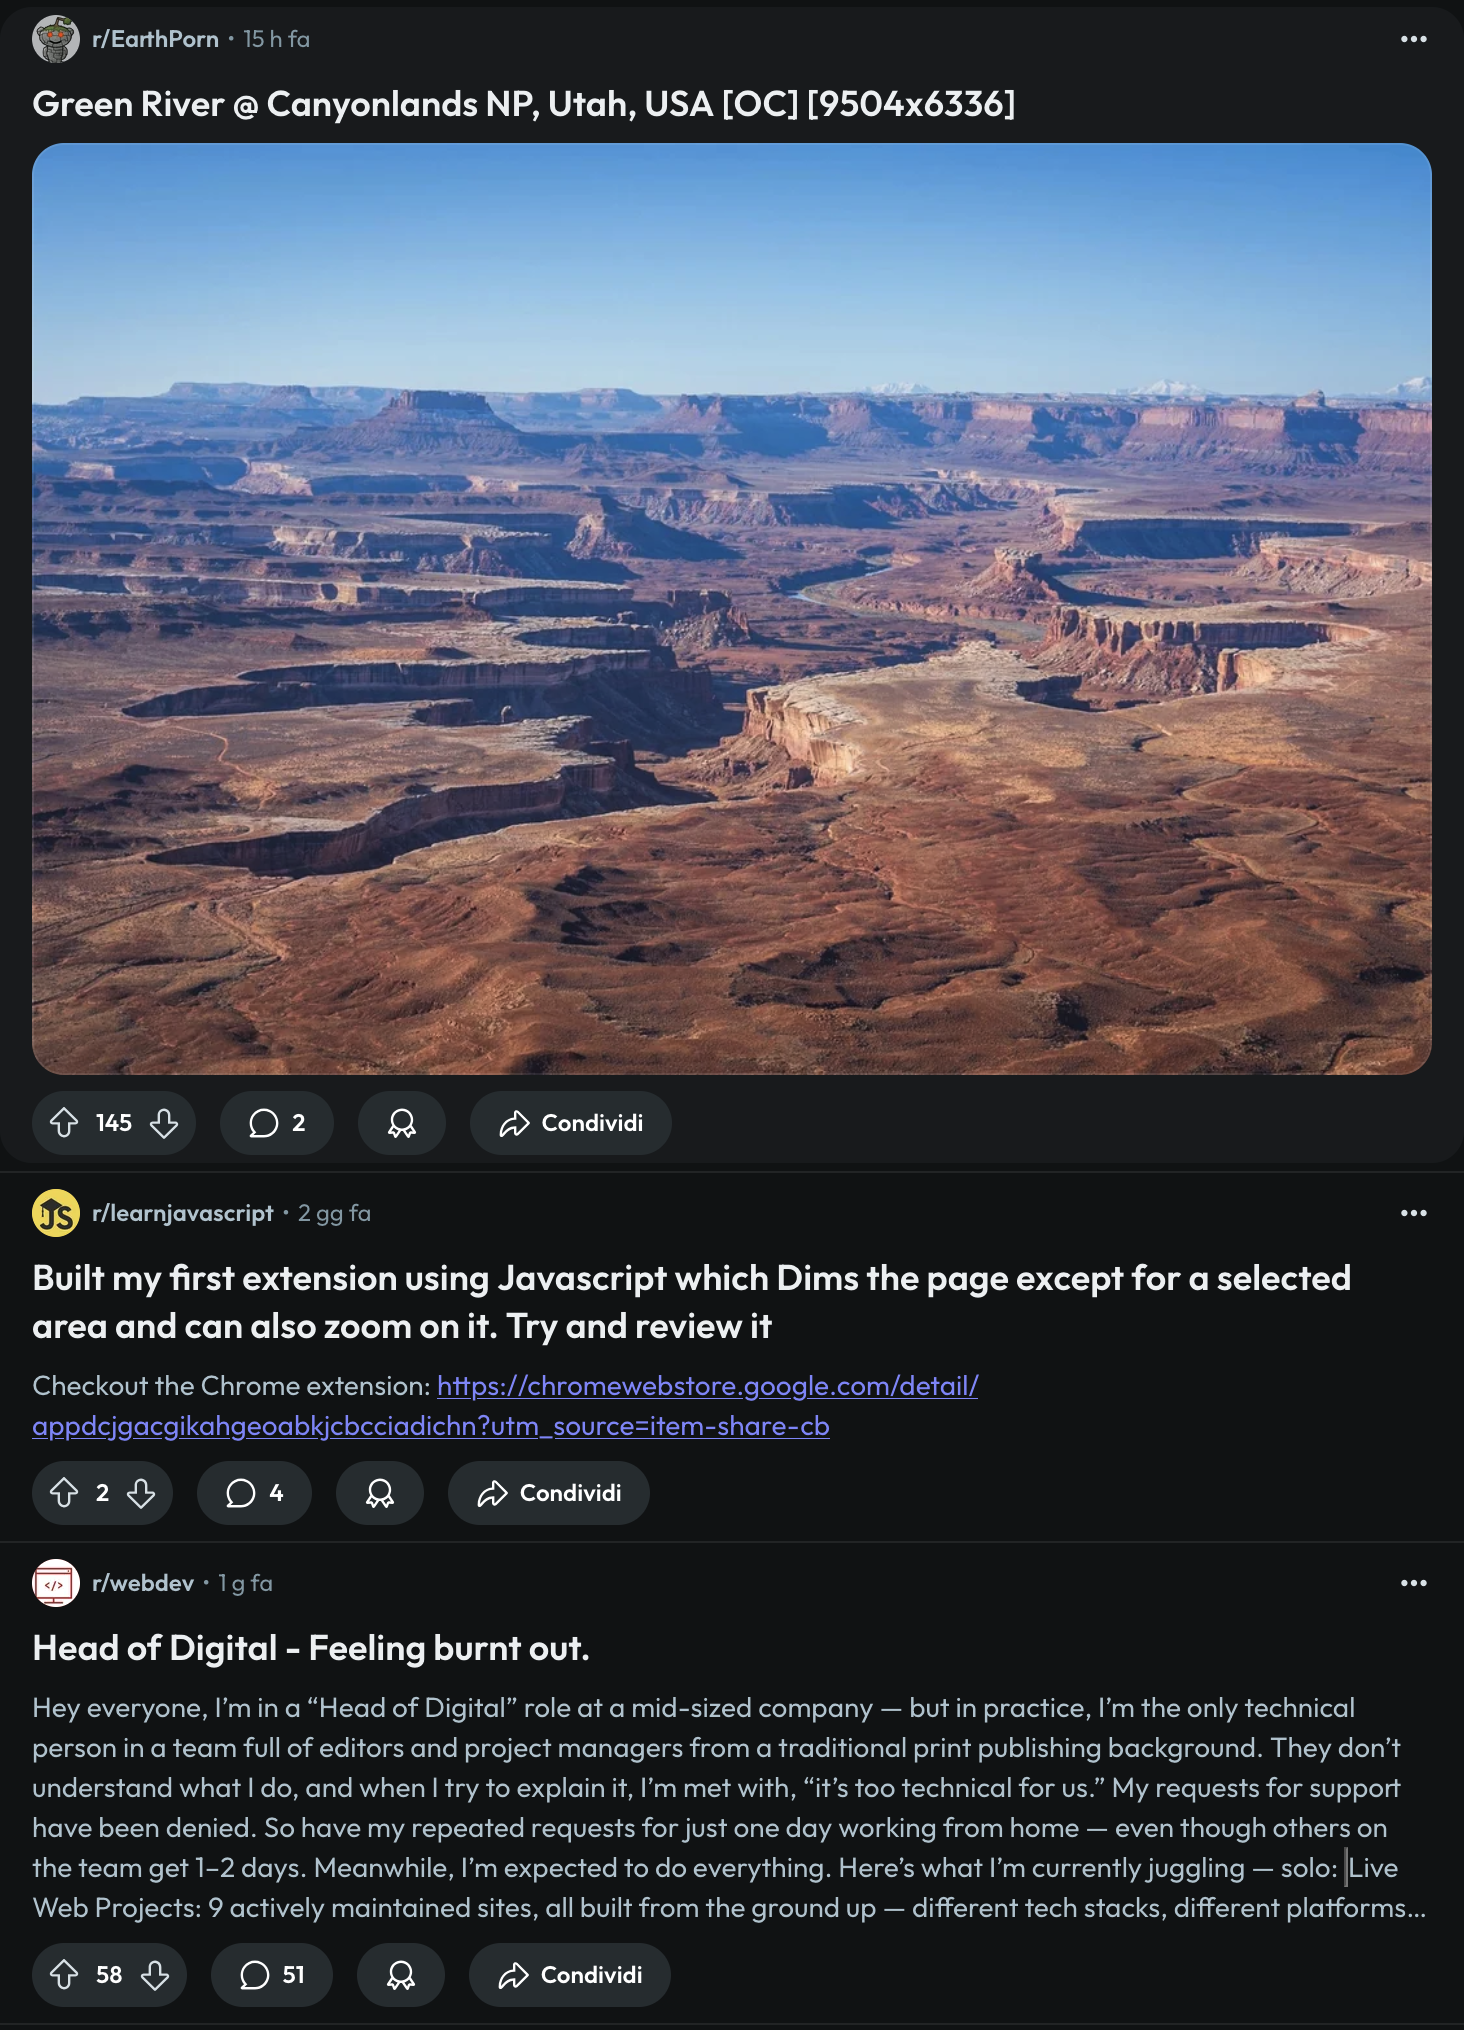 r/EarthPorn • 15 h fa
Green River @ Canyonlands NP, Utah, USA [OC] [9504x6336]
145
2
Condividi
JS
r/learnjavascript • 2 gg fa
Built my first extension using Javascript which Dims the page except for a selected
area and can also zoom on it. Try and review it
Checkout the Chrome extension: https://chromewebstore.google.com/detail/
appdcjgacgikahgeoabkjcbcciadichn?utm_source=item-share-cb
2
4
Condividi
</>
r/webdev • 1 g fa
Head of Digital - Feeling burnt out.
Hey everyone, I’m in a “Head of Digital” role at a mid-sized company — but in practice, I’m the only technical
person in a team full of editors and project managers from a traditional print publishing background. They don’t
understand what I do, and when I try to explain it, I’m met with, “it’s too technical for us.” My requests for support
have been denied. So have my repeated requests for just one day working from home — even though others on
the team get 1–2 days. Meanwhile, I’m expected to do everything. Here’s what I’m currently juggling — solo: Live
Web Projects: 9 actively maintained sites, all built from the ground up — different tech stacks, different platforms...
58
51
Condividi